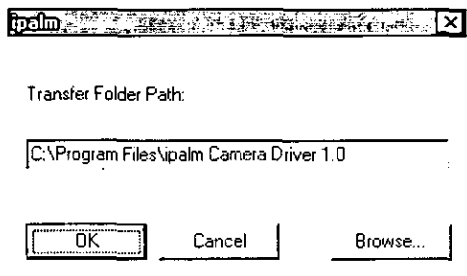 ipalm
Transfer Folder Path:
C:\Program Files\ipalm Camera Driver 1.0
OK Cancel Browse...